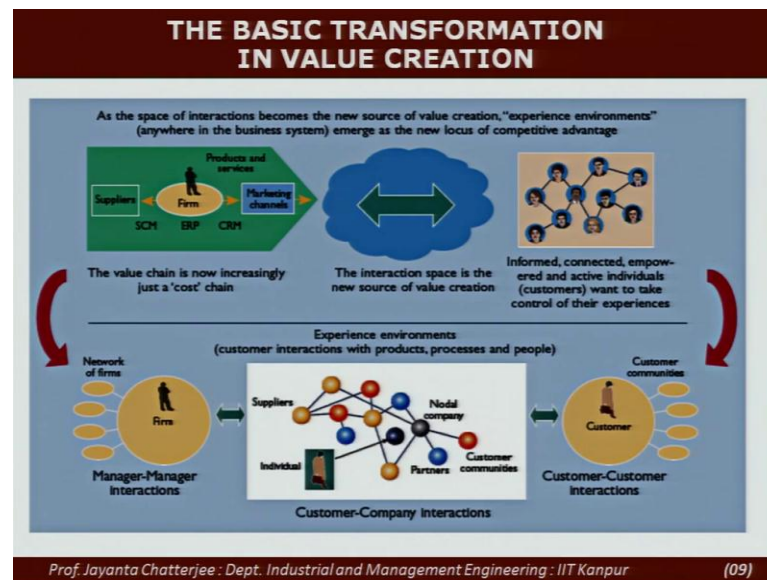 THE BASIC TRANSFORMATION
IN VALUE CREATION
As the space of interactions becomes the new source of value creation, "experience environments"
(anywhere in the business system) emerge as the new locus of competitive advantage
Products and
services
Suppliers
Firm
Marketing
channels
SCM ERP CRM
The value chain is now increasingly
just a 'cost' chain
The interaction space is the
new source of value creation
Informed, connected, empow-
ered and active individuals
(customers) want to take
control of their experiences
Experience environments
(customer interactions with products, processes and people)
Network
of firms
Firm
Manager-Manager
interactions
Suppliers
Nodal
company
Individual
Partners
Customer
communities
Customer-Company interactions
Customer
communities
Customer
Customer-Customer
interactions
Prof. Jayanta Chatterjee : Dept. Industrial and Management Engineering : IIT Kanpur (09)